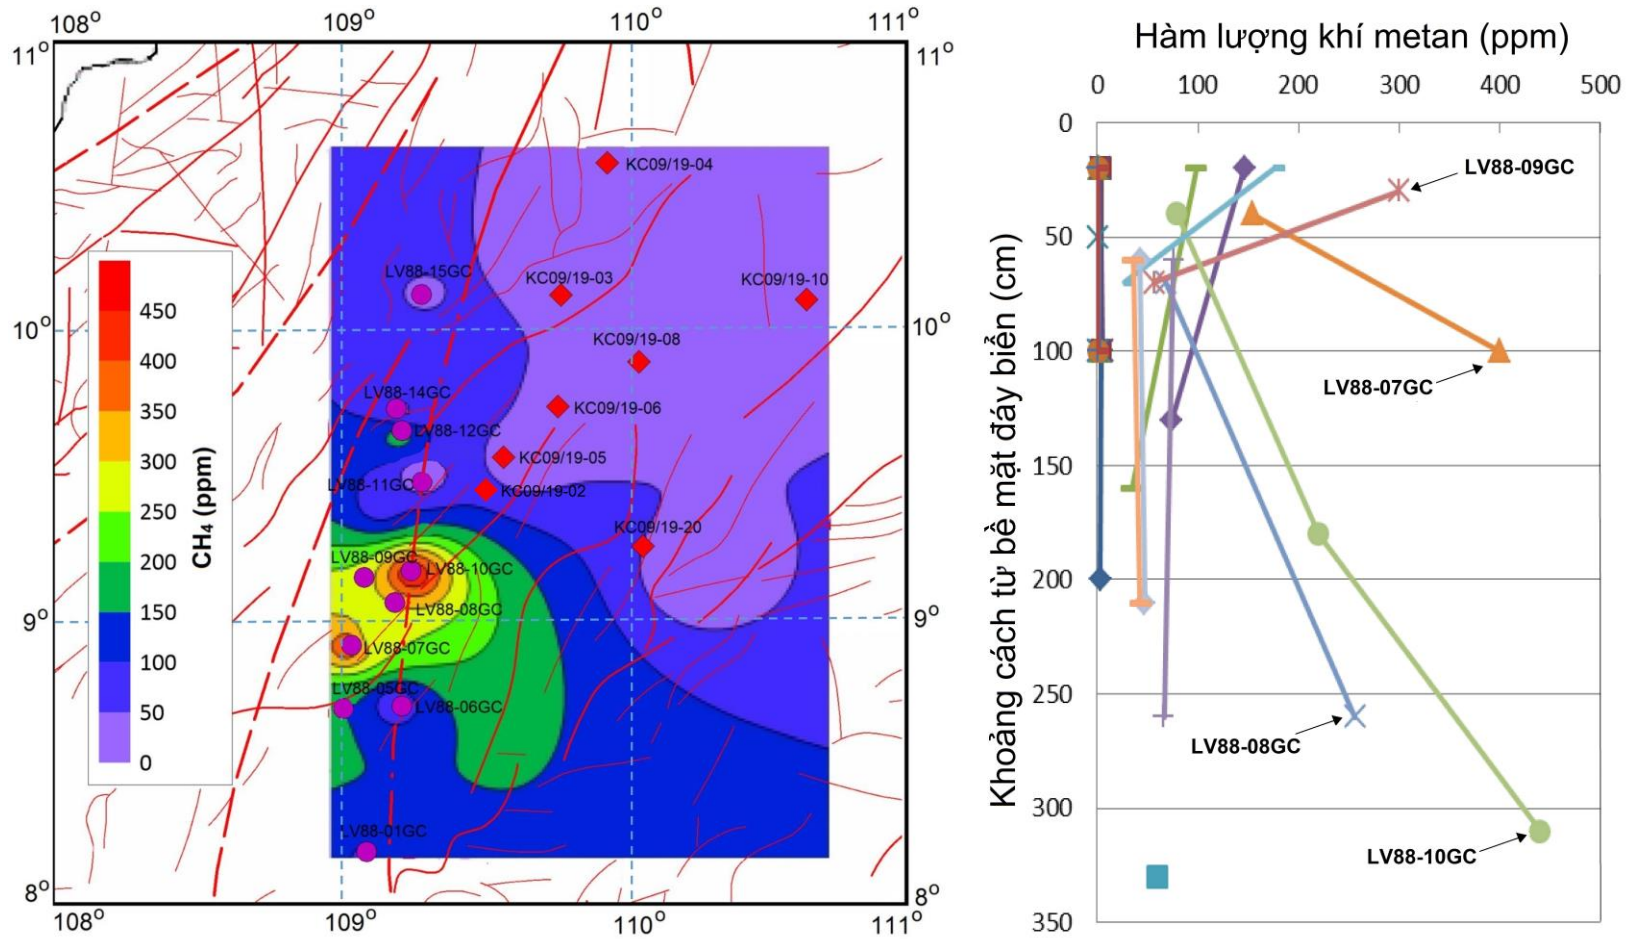 108°
109°
110°
111°
11°
11°
KC09/19-04
LV88-15GC
KC09/19-03
KC09/19-10
10°
10°
KC09/19-08
LV88-14GC
KC09/19-06
LV88-12GC
KC09/19-05
LV88-11GC
KC09/19-02
KC09/19-20
LV88-09GC
LV88-10GC
LV88-08GC
9°
9°
LV88-07GC
LV88-05GC
LV88-06GC
LV88-01GC
8°
8°
108°
109°
110°
111°
450
400
350
300
250
200
150
100
50
0
CH₄ (ppm)
Hàm lượng khí metan (ppm)
0
100
200
300
400
500
Khoảng cách từ bề mặt đáy biển (cm)
0
50
100
150
200
250
300
350
LV88-09GC
LV88-07GC
LV88-08GC
LV88-10GC